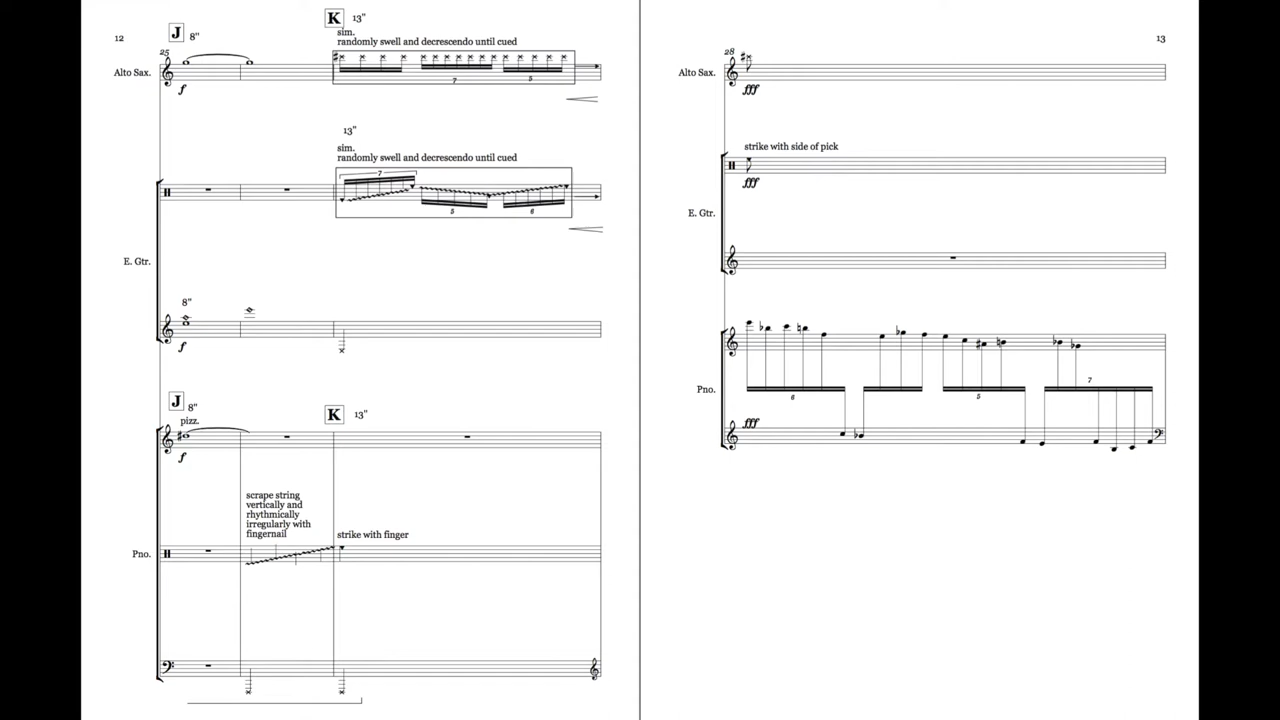 12
J 8"
K 13"
sim.
randomly swell and decrescendo until cued
25
Alto Sax.
7
5
f
13"
sim.
randomly swell and decrescendo until cued
7
5
6
E. Gtr.
8"
f
J 8"
K 13"
pizz.
f
scrape string
vertically and
rhythmically
irregularly with
fingernail
strike with finger
Pno.
13
28
Alto Sax.
fff
strike with side of pick
fff
E. Gtr.
Pno.
6
5
7
fff